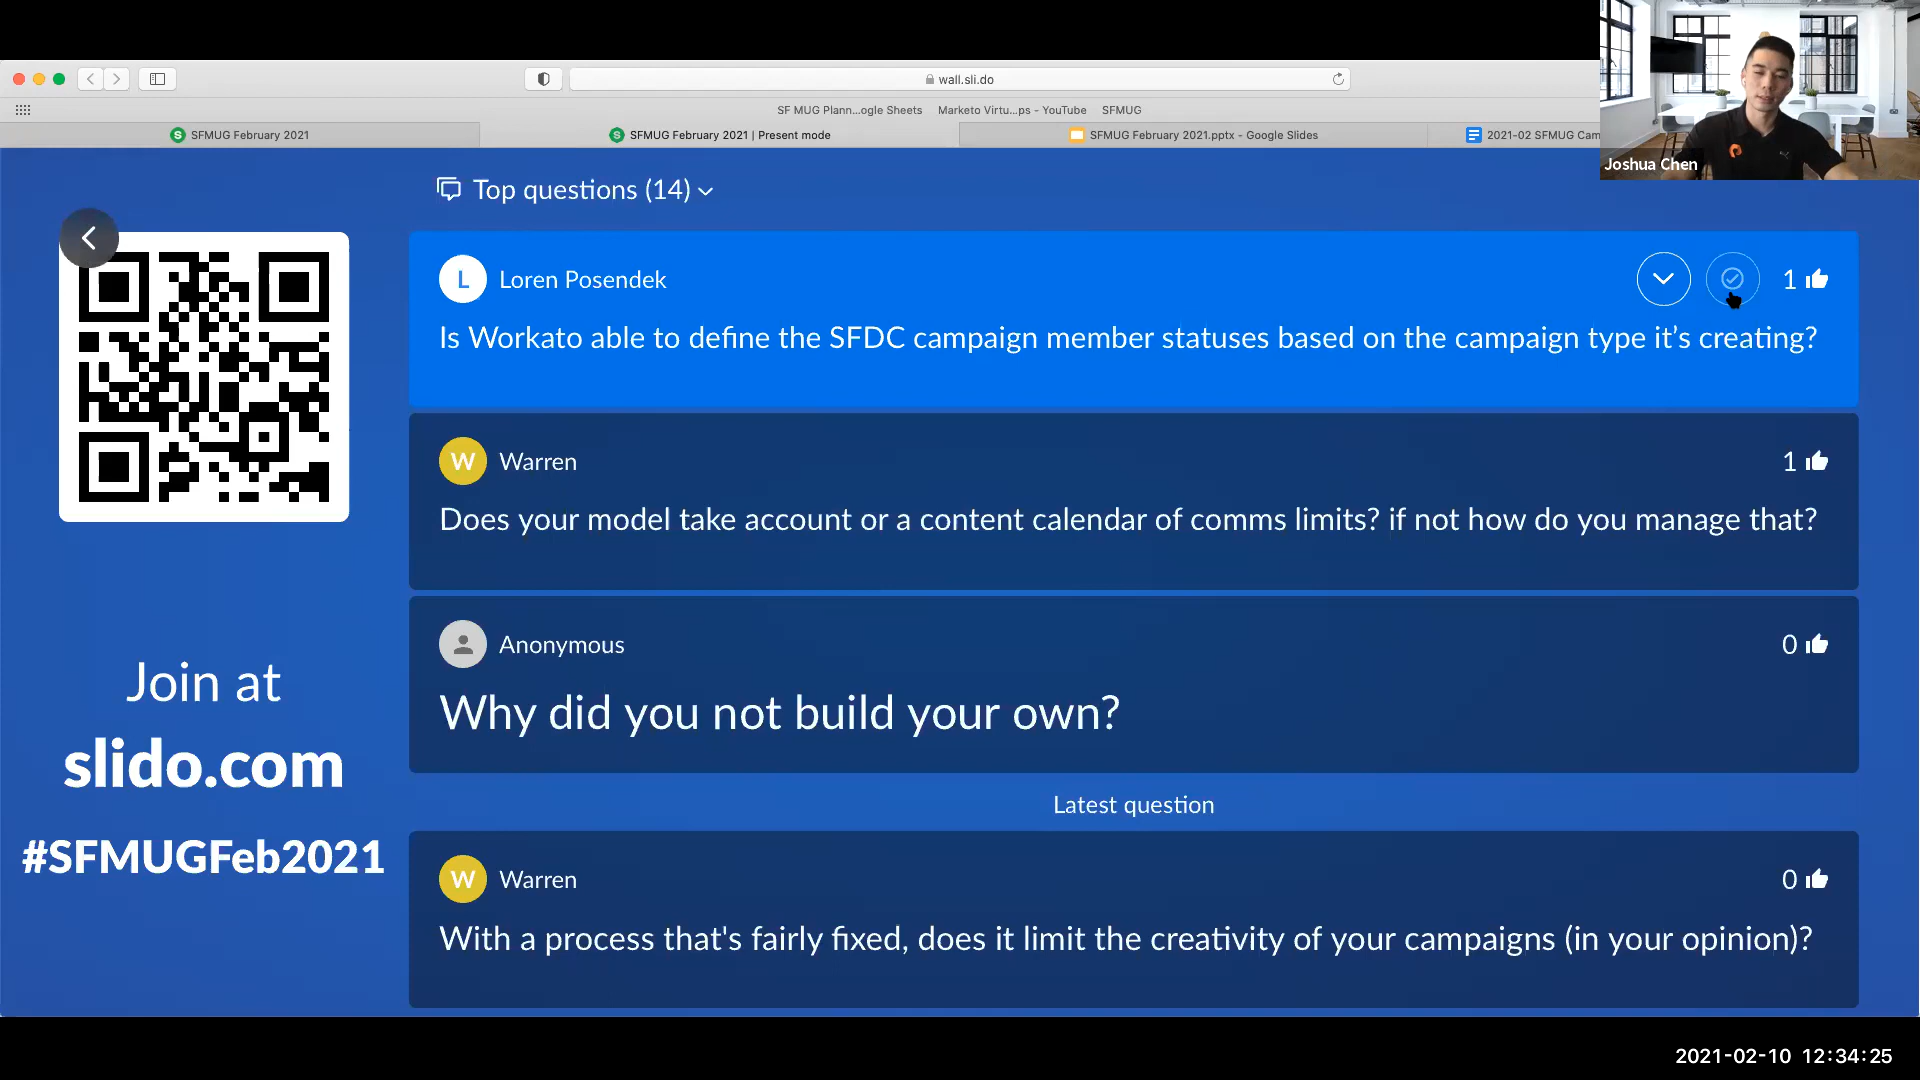 wall.sli.do
SF MUG Plann...ogle Sheets
Marketo Virtu...ps - YouTube
SFMUG
S SFMUG February 2021
S SFMUG February 2021 | Present mode
SFMUG February 2021.pptx - Google Slides
2021-02 SFMUG Cam
Joshua Chen
Top questions (14)
L Loren Posendek
1
Is Workato able to define the SFDC campaign member statuses based on the campaign type it’s creating?
W Warren
1
Does your model take account or a content calendar of comms limits? if not how do you manage that?
Anonymous
0
Why did you not build your own?
Join at
slido.com
#SFMUGFeb2021
Latest question
W Warren
0
With a process that's fairly fixed, does it limit the creativity of your campaigns (in your opinion)?
2021-02-10 12:34:25